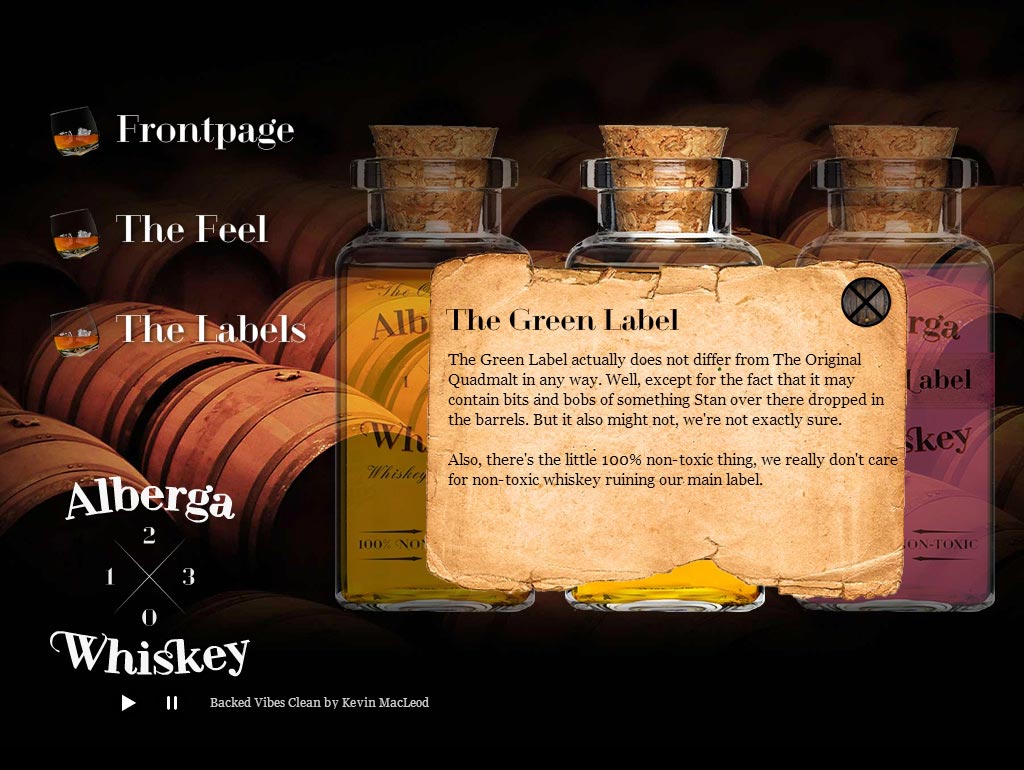 Frontpage
The Feel
The Labels
The Green Label
The Green Label actually does not differ from The Original
Quadmalt in any way. Well, except for the fact that it may
contain bits and bobs of something Stan over there dropped in
the barrels. But it also might not, we're not exactly sure.
Also, there's the little 100% non-toxic thing, we really don't care
for non-toxic whiskey ruining our main label.
The O
Alb
1
Wh
Whiskey
100% NON
rga
Label
skey
ON-TOXIC
Alberga
2
1 3
0
Whiskey
Backed Vibes Clean by Kevin MacLeod